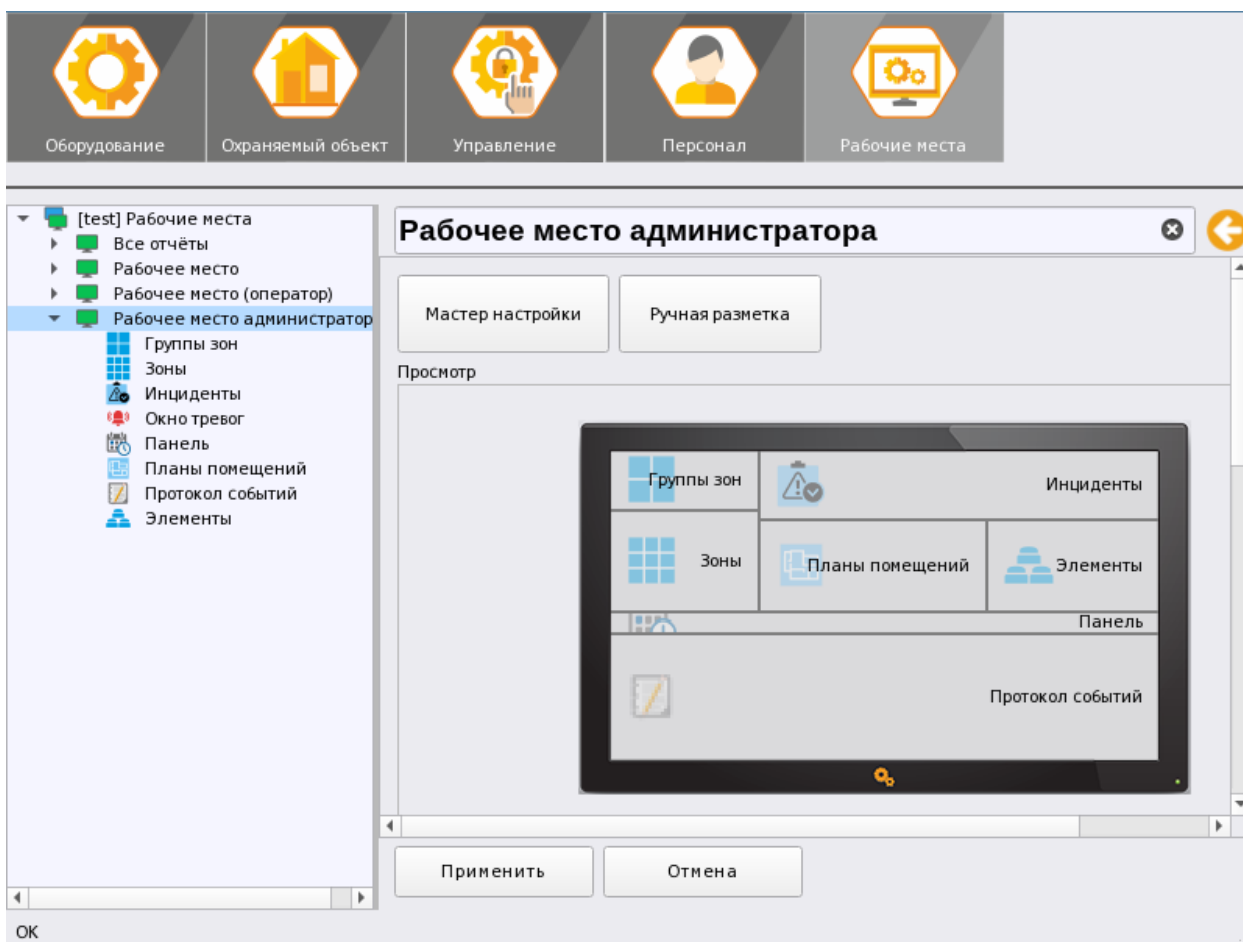 Оборудование
Охраняемый объект
Управление
Персонал
Рабочие места
[test] Рабочие места
Все отчёты
Рабочее место
Рабочее место (оператор)
Рабочее место администратор
Группы зон
Зоны
Инциденты
Окно тревог
Панель
Планы помещений
Протокол событий
Элементы
Рабочее место администратора
Мастер настройки
Ручная разметка
Просмотр
Группы зон
Инциденты
Зоны
Планы помещений
Элементы
Панель
Протокол событий
Применить
Отмена
OK